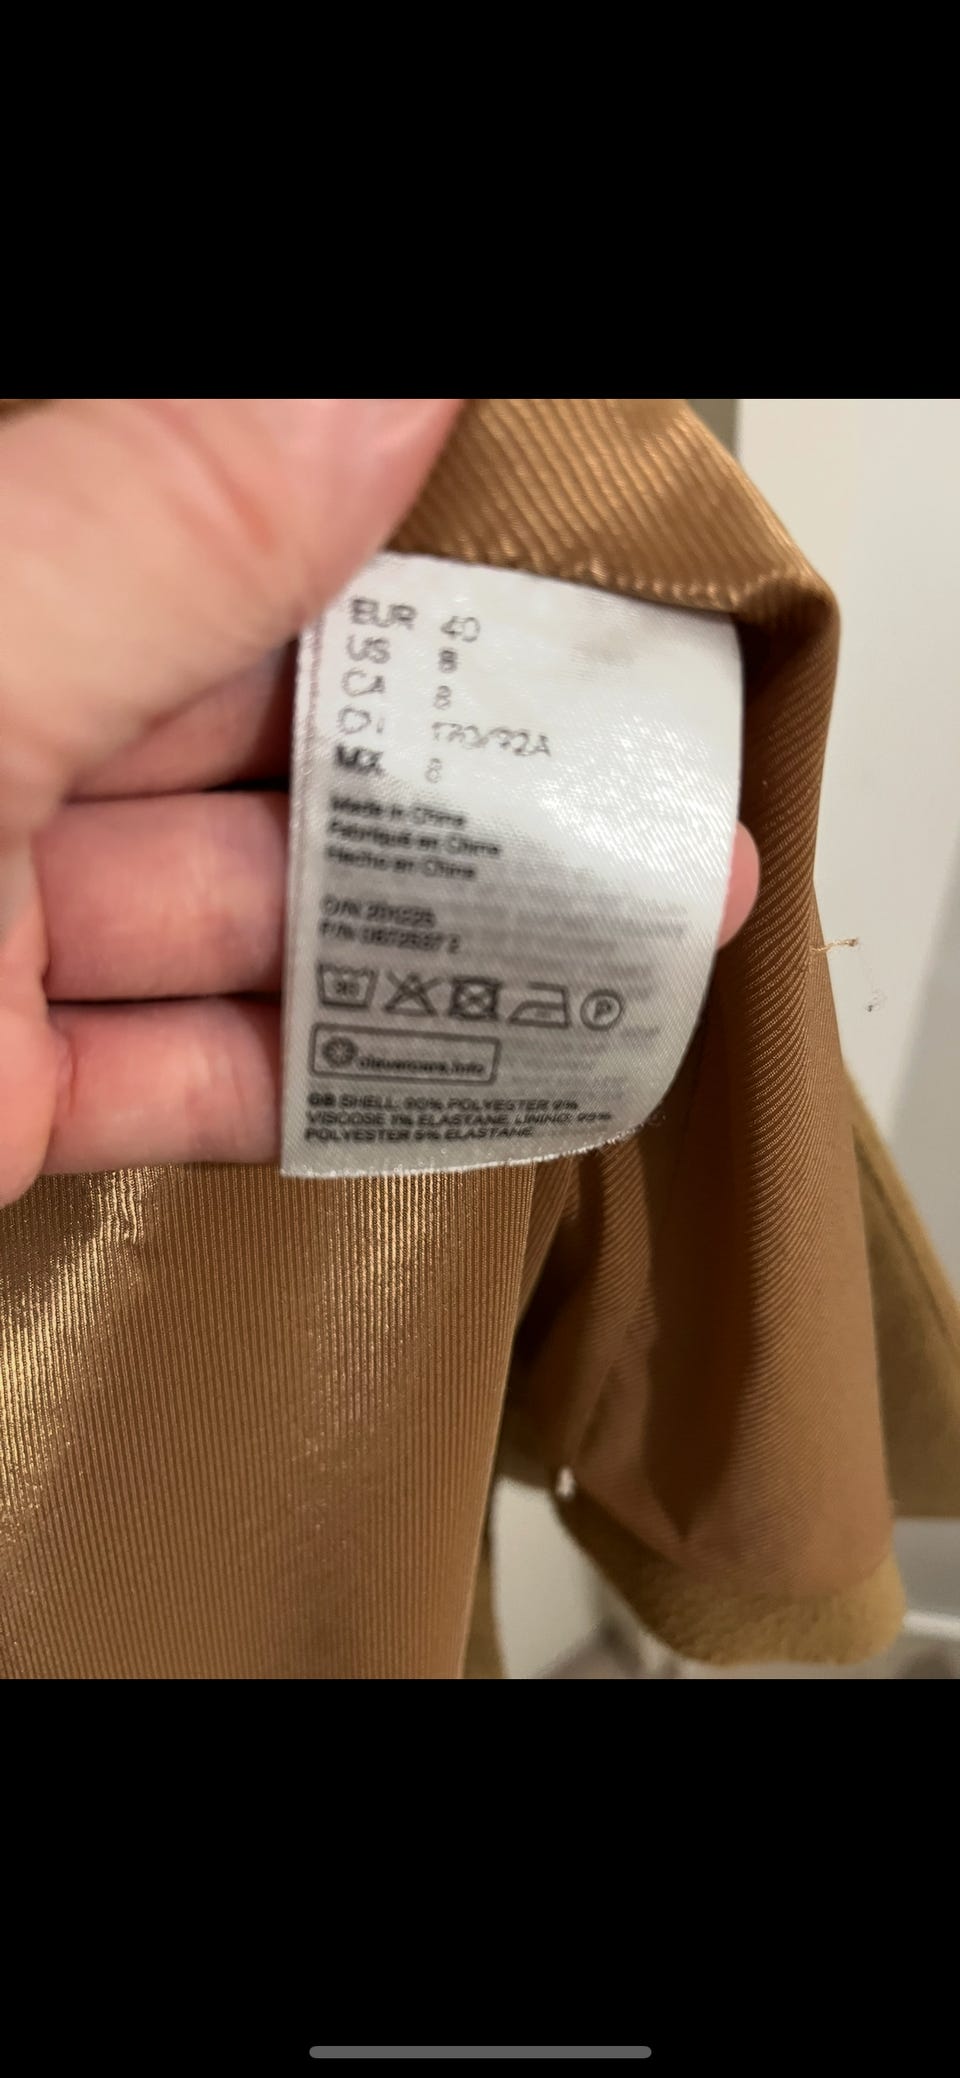 EUR 40
US 8
CA 8
170/92A
MX 8
Made in China
Fabriqué en Chine
Hecho en China
O/N
P/N
30
P
clevercare.info
GB SHELL: 90% POLYESTER 9%
VISCOSE 1% ELASTANE, LINING: 95%
POLYESTER 5% ELASTANE